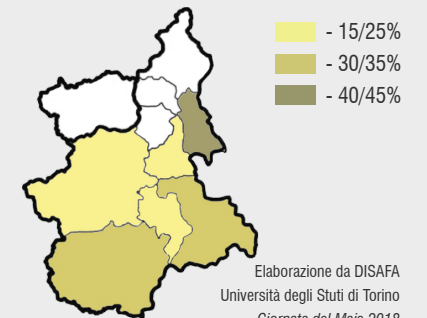 - 15/25%
- 30/35%
- 40/45%
Elaborazione da DISAFA
Università degli Stuti di Torino
Giornata del Mais 2018